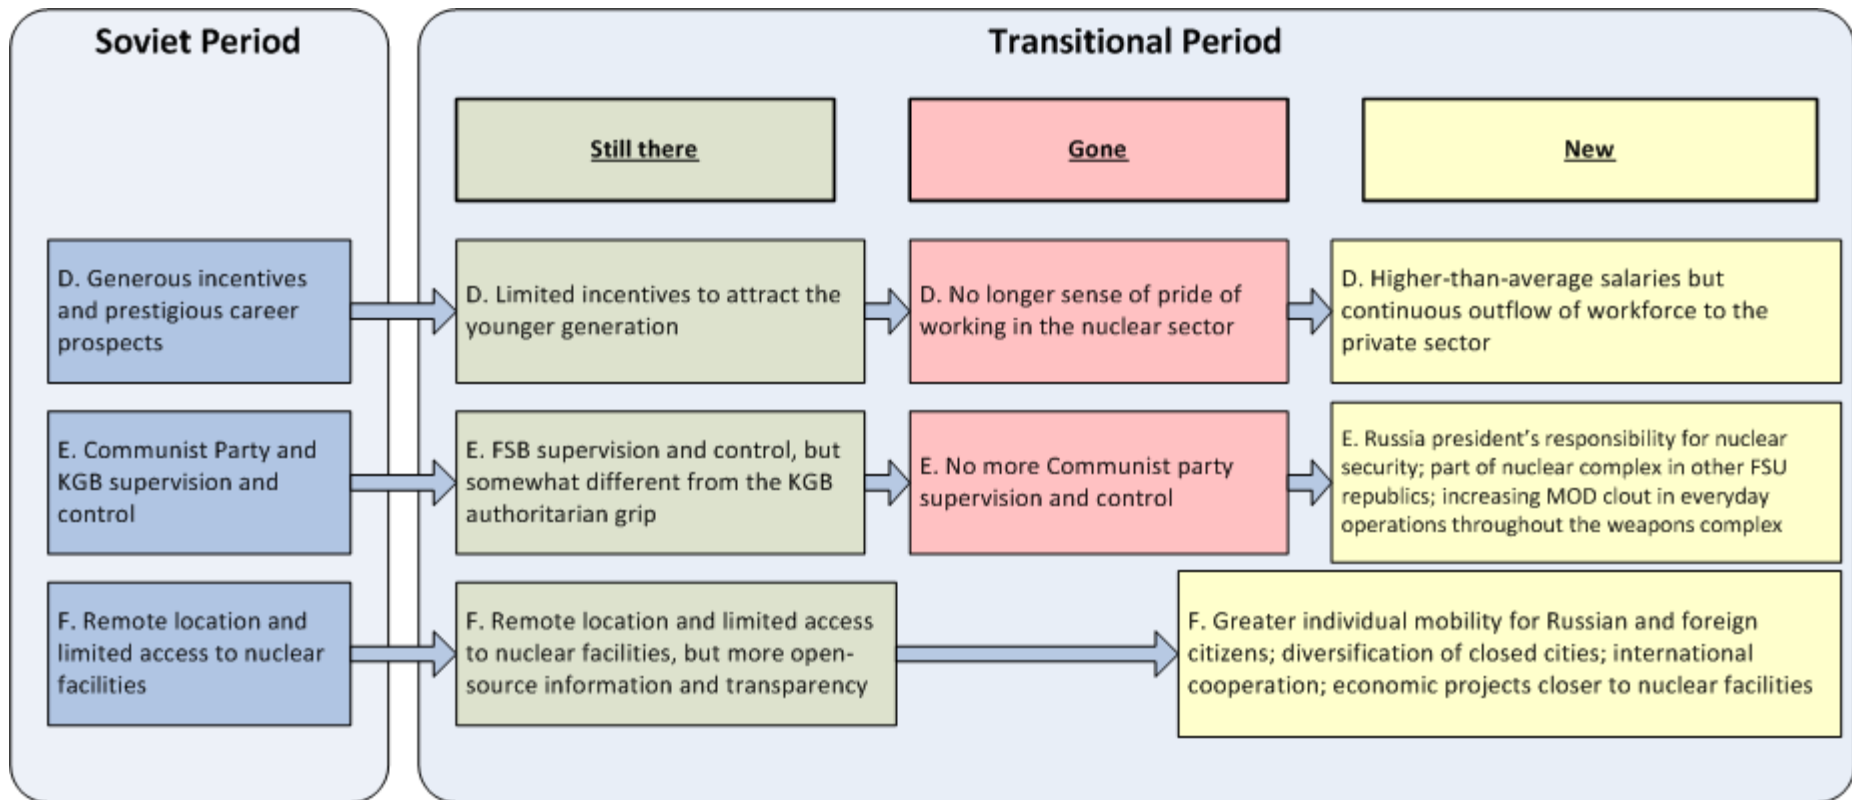 Soviet Period
Transitional Period
Still there
Gone
New
D. Generous incentives
and prestigious career
prospects
D. Limited incentives to attract the
younger generation
D. No longer sense of pride of
working in the nuclear sector
D. Higher-than-average salaries but
continuous outflow of workforce to the
private sector
E. Communist Party and
KGB supervision and
control
E. FSB supervision and control, but
somewhat different from the KGB
authoritarian grip
E. No more Communist party
supervision and control
E. Russia president's responsibility for nuclear
security; part of nuclear complex in other FSU
republics; increasing MOD clout in everyday
operations throughout the weapons complex
F. Remote location and
limited access to nuclear
facilities
F. Remote location and limited access
to nuclear facilities, but more open-
source information and transparency
F. Greater individual mobility for Russian and foreign
citizens; diversification of closed cities; international
cooperation; economic projects closer to nuclear facilities